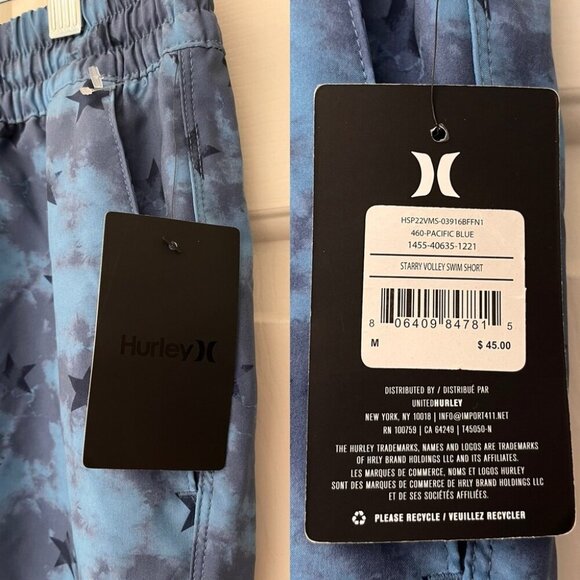 Hurley
HSP22VMS-03916BFFN1
460-PACIFIC BLUE
1455-40635-1221
STARRY VOLLEY SWIM SHORT
8 06409 84781 5
M $ 45.00
DISTRIBUTED BY / DISTRIBUÉ PAR
UNITEDHURLEY
NEW YORK, NY 10018 | INFO@IMPORT411.NET
RN 100759 | CA 64249 | T45050-N
THE HURLEY TRADEMARKS, NAMES AND LOGOS ARE TRADEMARKS
OF HRLY BRAND HOLDINGS LLC AND ITS AFFILIATES.
LES MARQUES DE COMMERCE, NOMS ET LOGOS HURLEY
SONT DES MARQUES DE COMMERCE DE HRLY BRAND HOLDINGS LLC
ET DE SES SOCIÉTÉS AFFILIÉES.
PLEASE RECYCLE / VEUILLEZ RECYCLER